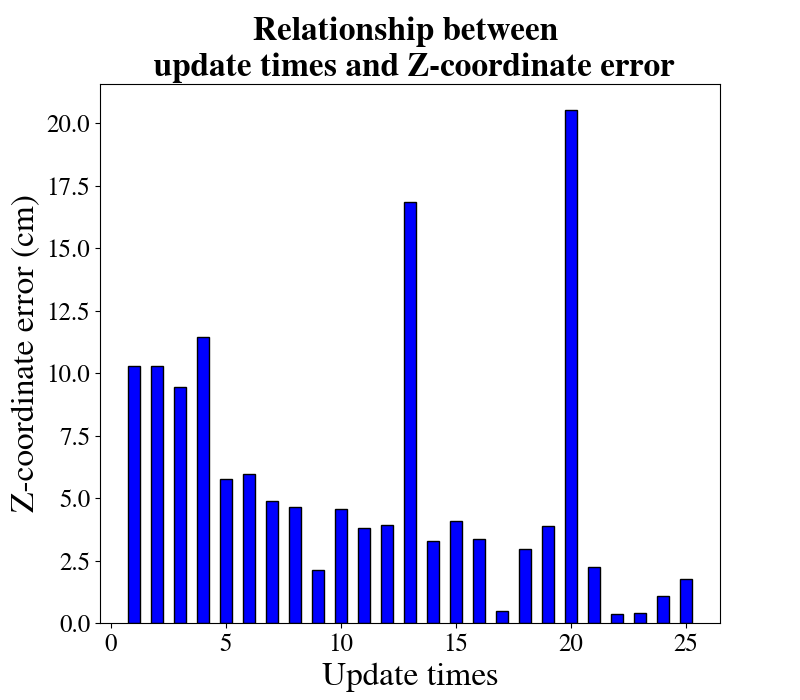 Relationship between
update times and Z-coordinate error
20.0
17.5
15.0
12.5
10.0
7.5
5.0
2.5
0.0
Z-coordinate error (cm)
0 5 10 15 20 25
Update times